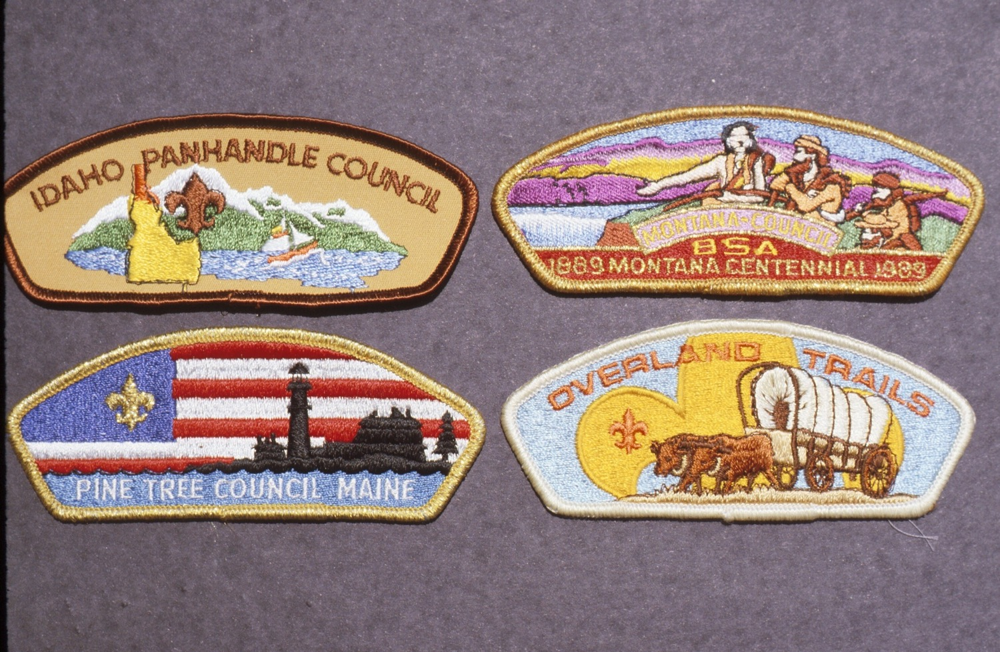 IDAHO PANHANDLE COUNCIL
MONTANA-COUNCIL
BSA
1889 MONTANA CENTENNIAL 1989
PINE TREE COUNCIL MAINE
OVERLAND TRAILS